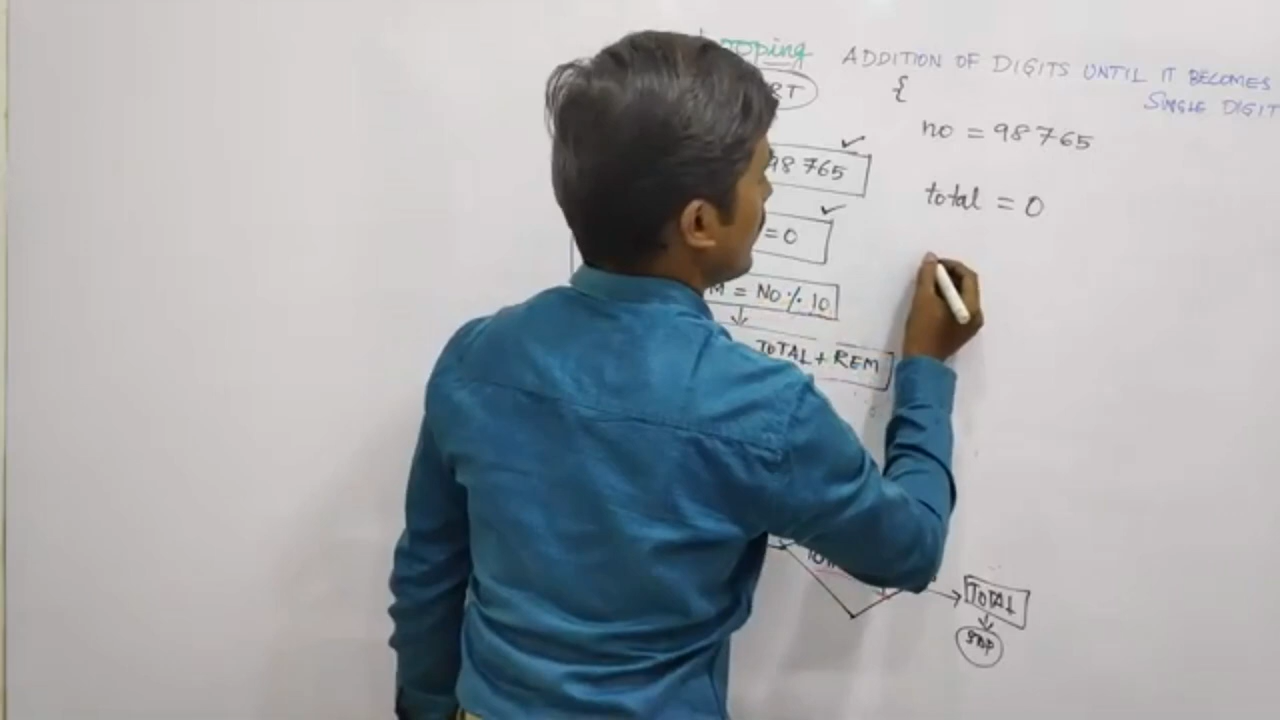 Looping ADDITION OF DIGITS UNTIL IT BECOMES
SINGLE DIGIT
{
no = 98765
98765
total = 0
= 0
= NO % 10
TOTAL + REM
TOTAL
STOP